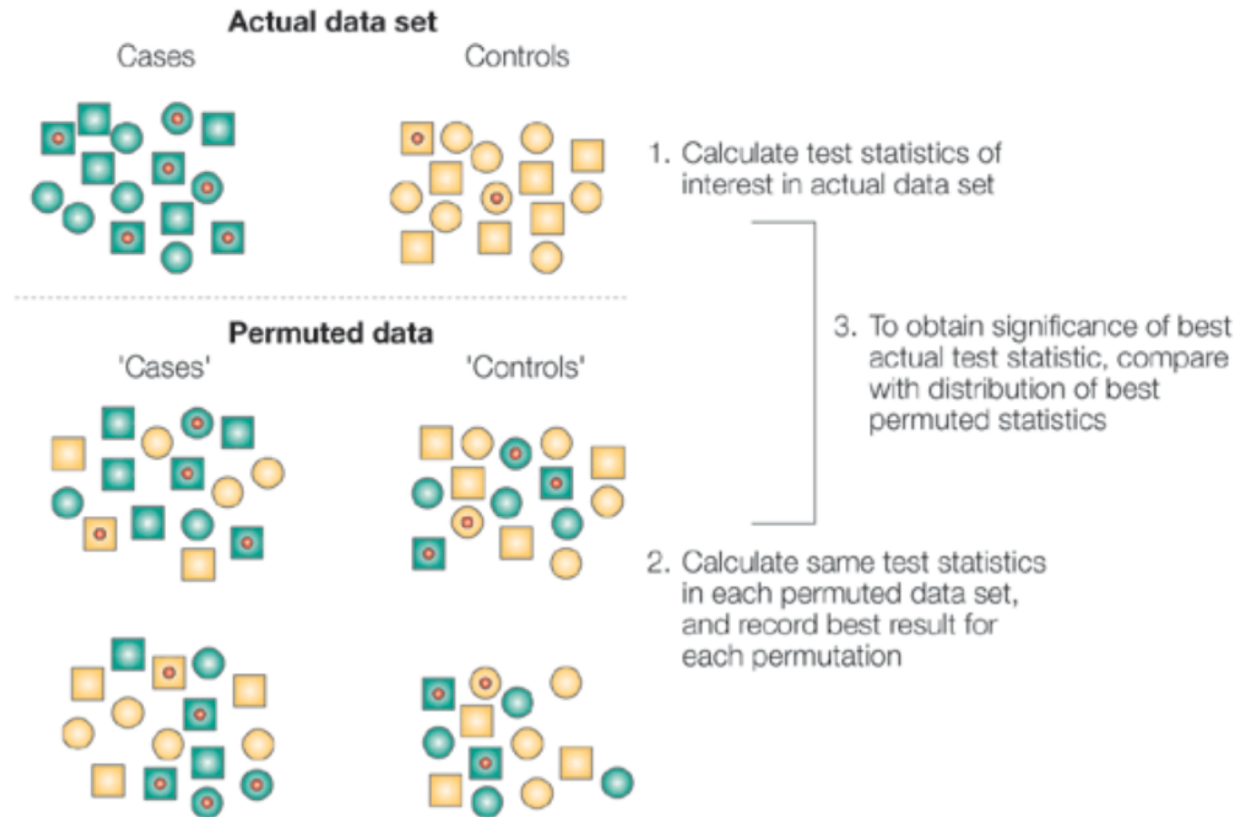 Actual data set
Cases
Controls
1. Calculate test statistics of
interest in actual data set
Permuted data
'Cases'
'Controls'
3. To obtain significance of best
actual test statistic, compare
with distribution of best
permuted statistics
2. Calculate same test statistics
in each permuted data set,
and record best result for
each permutation